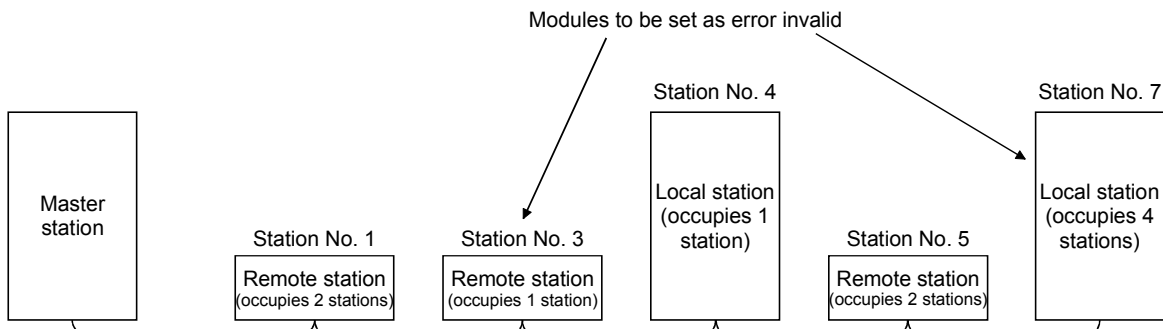 Modules to be set as error invalid
Station No. 4
Station No. 7
Master
station
Local station
(occupies 1
station)
Local station
(occupies 4
stations)
Station No. 1
Station No. 3
Station No. 5
Remote station
(occupies 2 stations)
Remote station
(occupies 1 station)
Remote station
(occupies 2 stations)